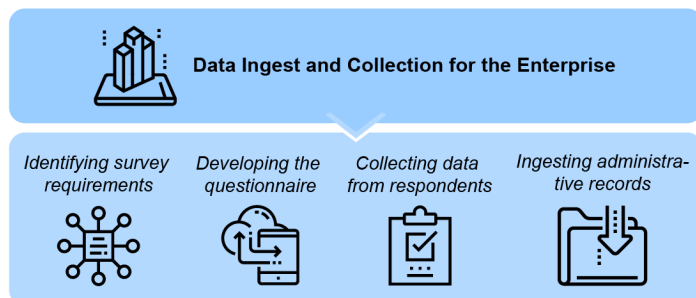 Data Ingest and Collection for the Enterprise
Identifying survey
requirements
Developing the
questionnaire
Collecting data
from respondents
Ingesting administra-
tive records